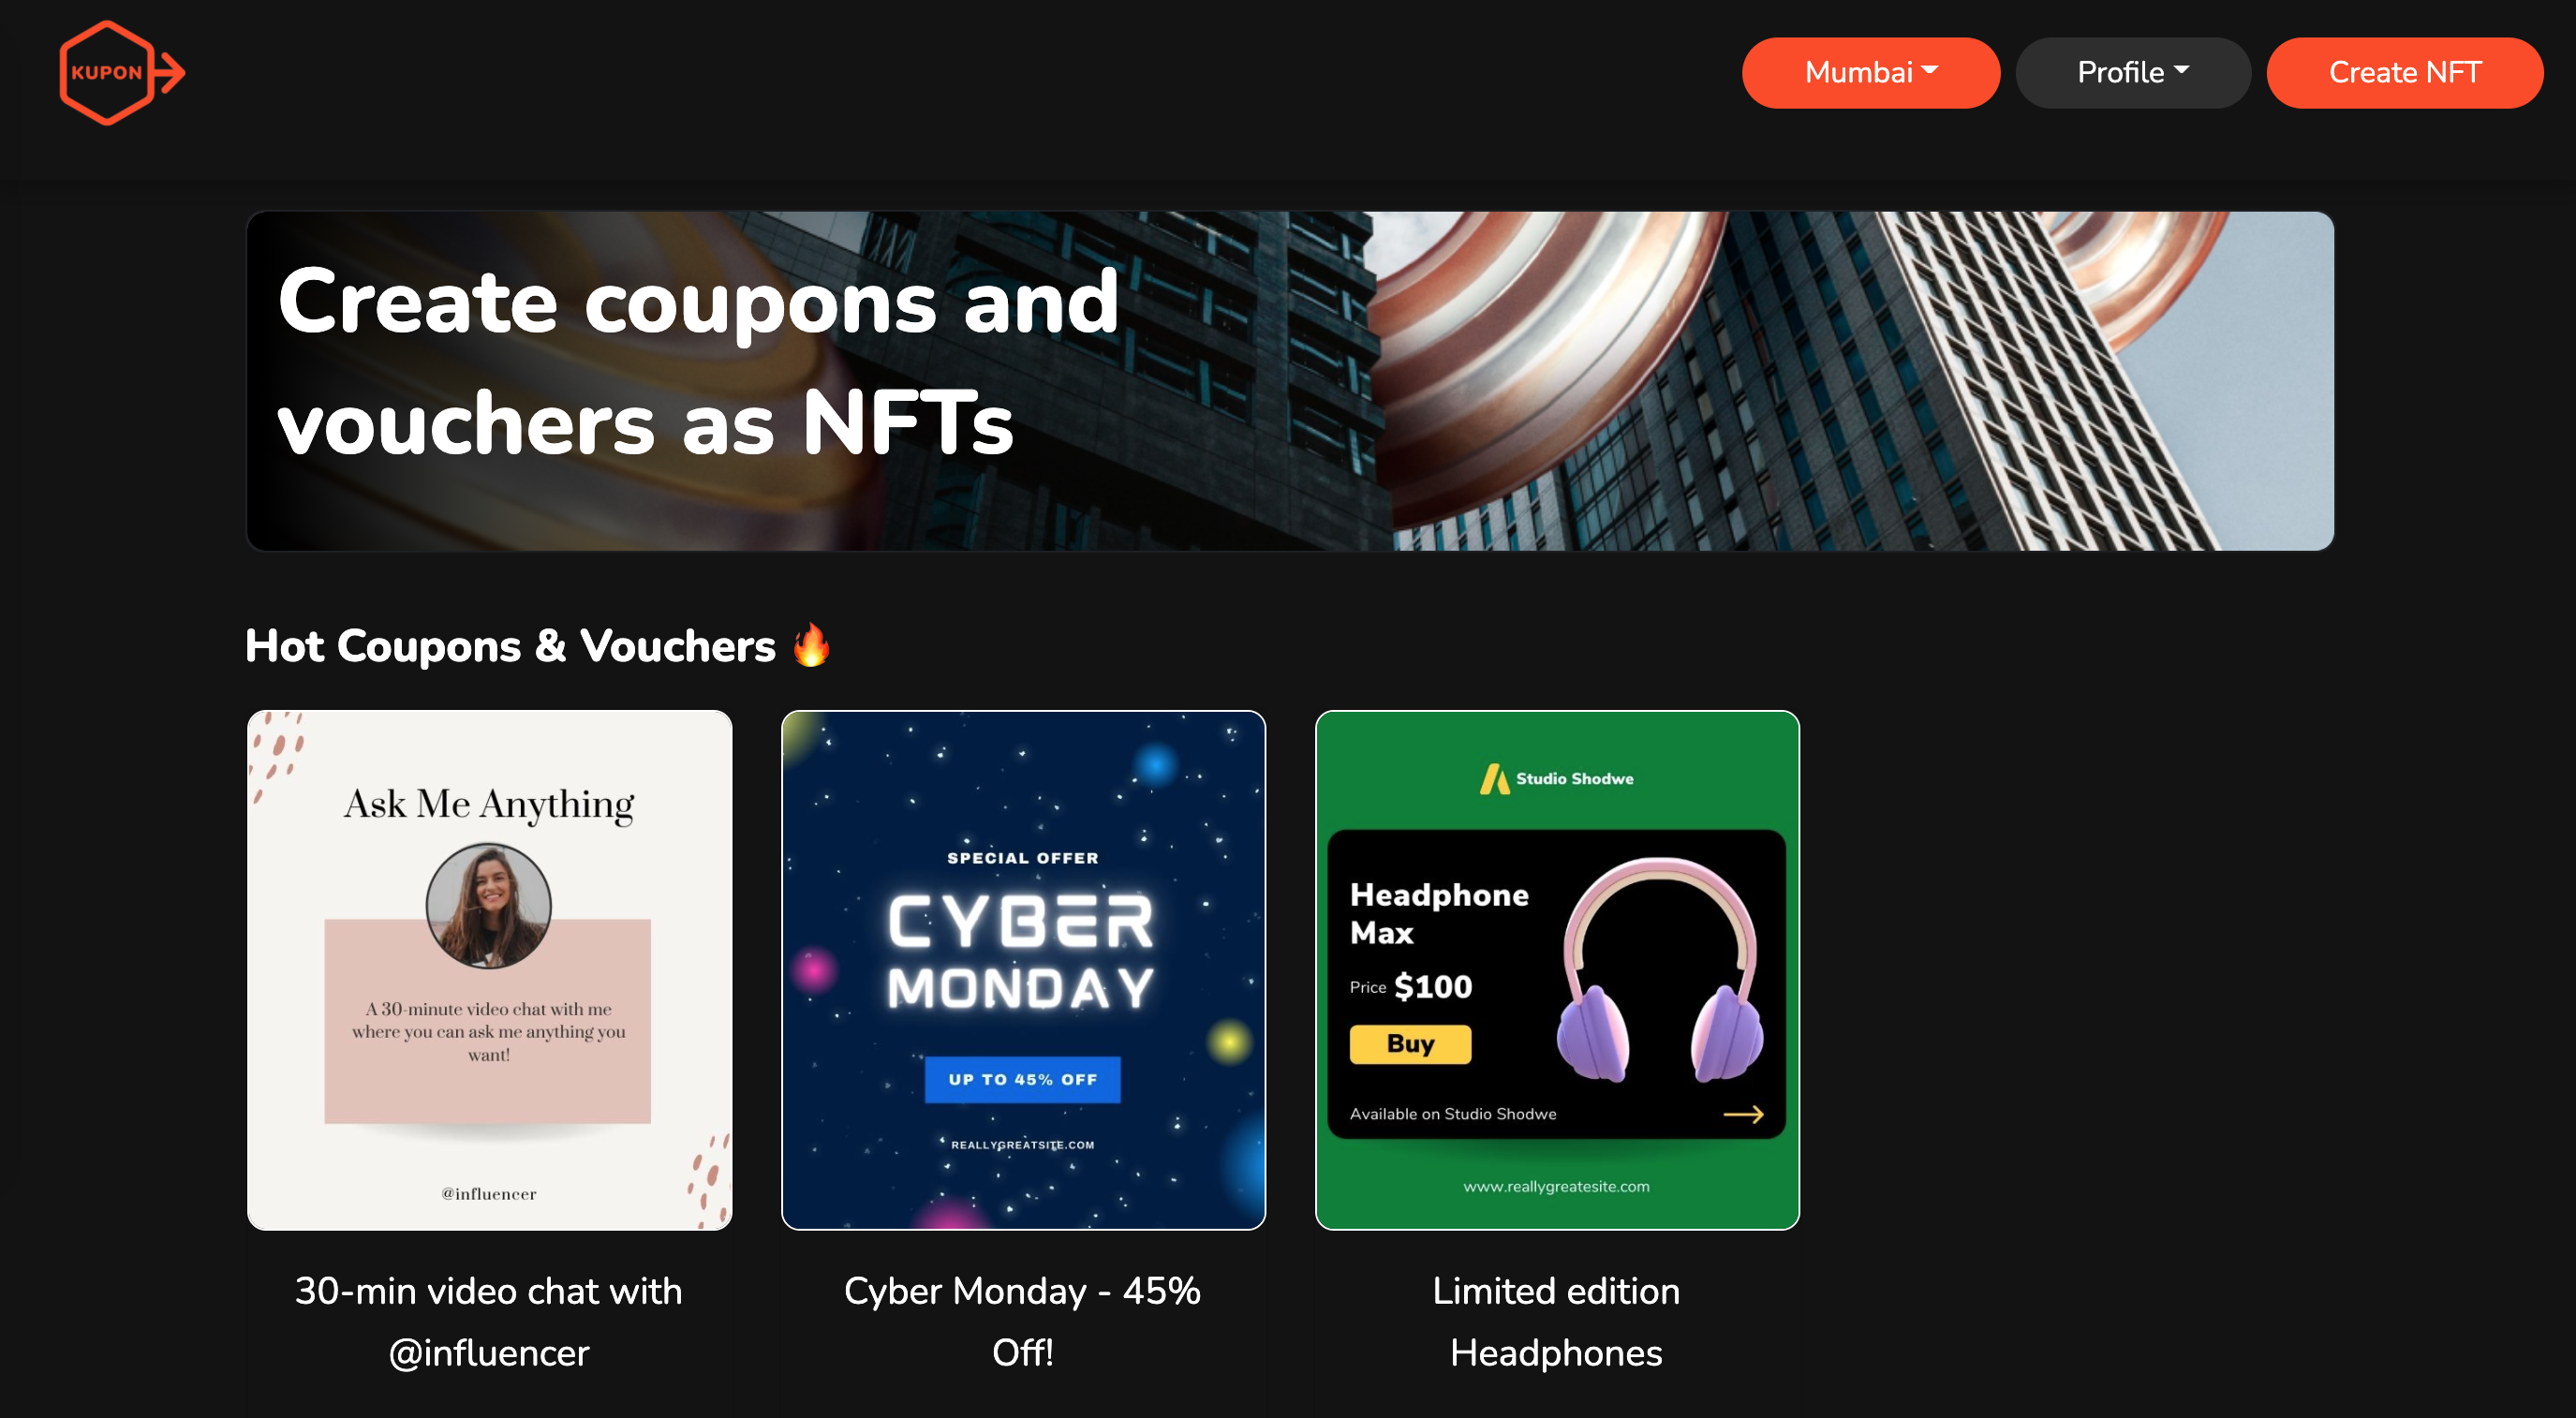 KUPON
Mumbai
Profile
Create NFT
Create coupons and
vouchers as NFTs
Hot Coupons & Vouchers 🔥
Ask Me Anything
A 30-minute video chat with me
where you can ask me anything you
want!
@influencer
30-min video chat with
@influencer
SPECIAL OFFER
CYBER
MONDAY
UP TO 45% OFF
REALLYGREATSITE.COM
Cyber Monday - 45%
Off!
Studio Shodwe
Headphone
Max
Price $100
Buy
Available on Studio Shodwe
www.reallygreatesite.com
Limited edition
Headphones